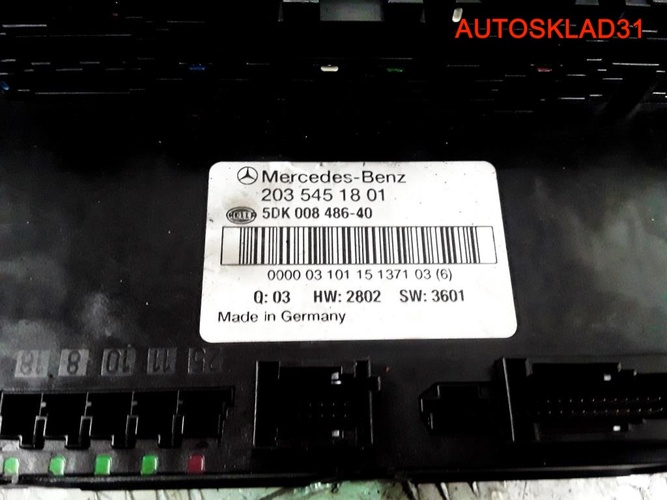 AUTOSKLAD31
Mercedes-Benz
203 545 18 01
HELLA 5DK 008 486-40
0000 03 101 15 1371 03 (6)
Q: 03 HW: 2802 SW: 3601
Made in Germany
18 8 10 11 25